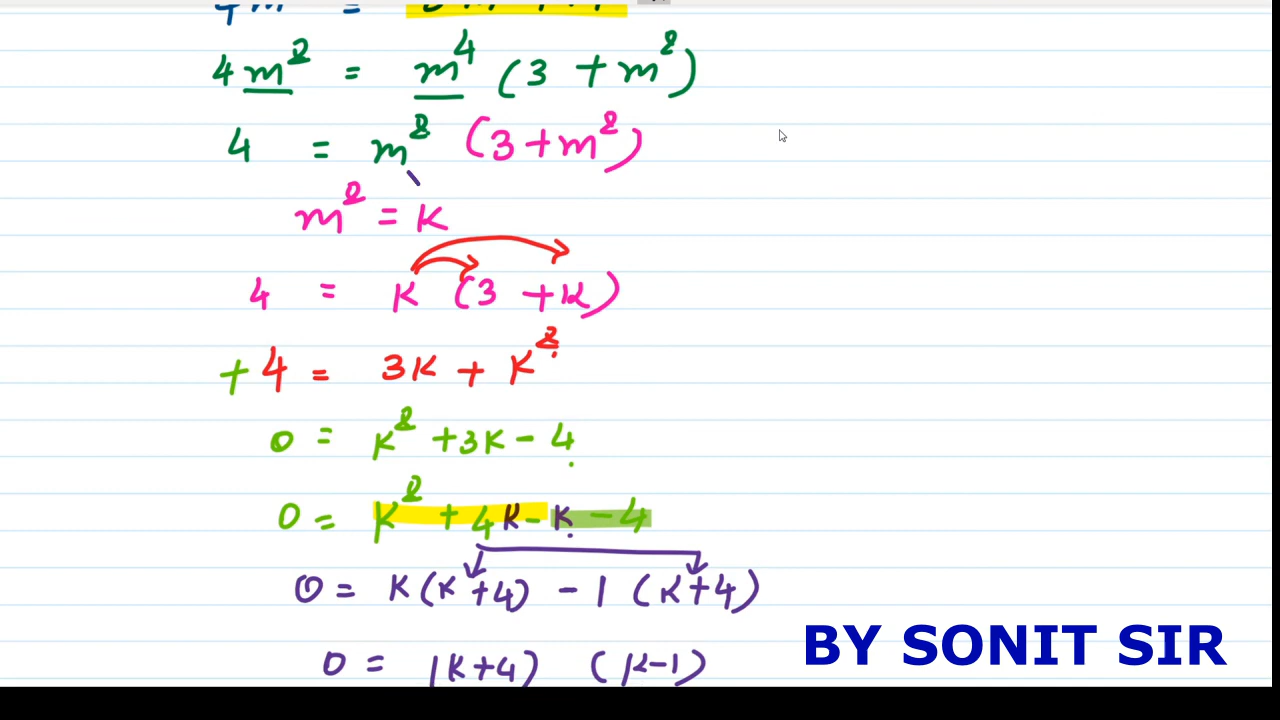 4m² = m⁴ (3 + m²)
4 = m² (3 + m²)
m² = K
4 = K (3 + K)
+ 4 = 3K + K²
0 = K² + 3K - 4
0 = K² + 4K - K - 4
0 = K (K + 4) - 1 (K + 4)
0 = (K + 4) (K - 1)
BY SONIT SIR